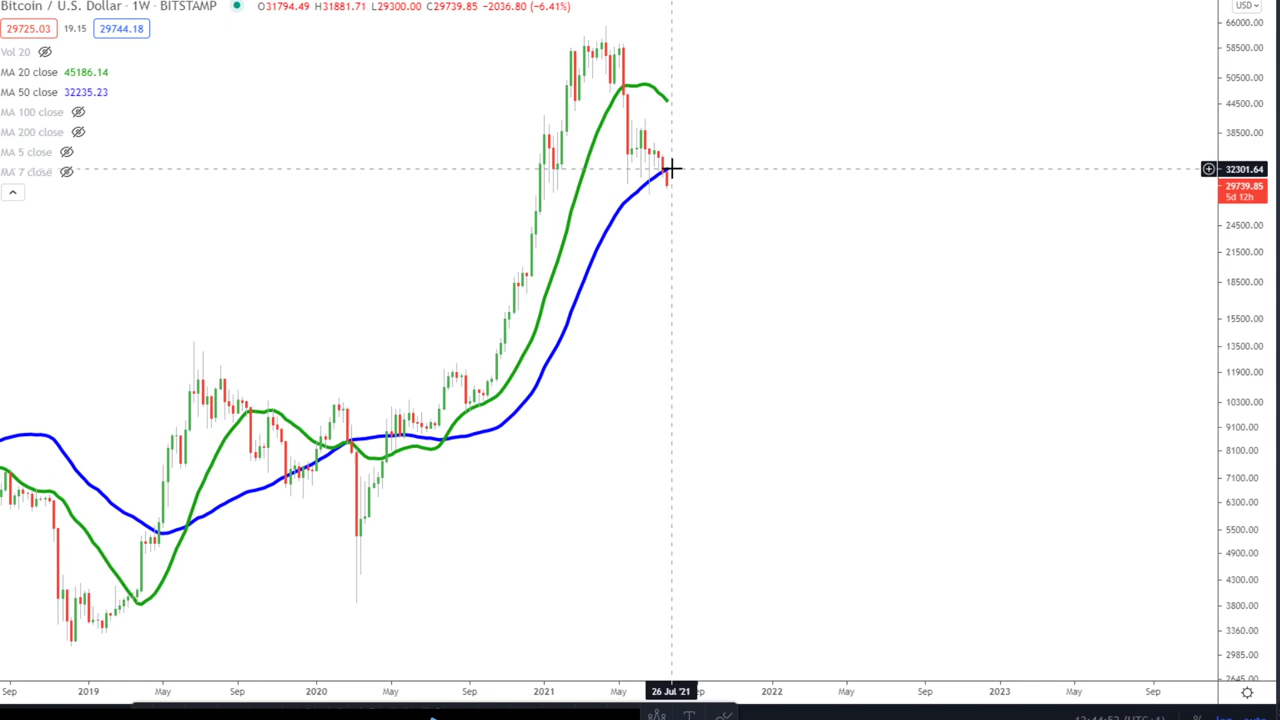 Bitcoin / U.S. Dollar · 1W · BITSTAMP O31794.49 H31881.71 L29300.00 C29739.85 −2036.80 (−6.41%) USD
29725.03 19.15 29744.18
Vol 20
MA 20 close 45186.14
MA 50 close 32235.23
MA 100 close
MA 200 close
MA 5 close
MA 7 close
66000.00
58500.00
50500.00
44500.00
38500.00
32301.64
29739.85
5d 12h
24500.00
21500.00
18500.00
15500.00
13500.00
11900.00
10300.00
9100.00
8100.00
7100.00
6300.00
5500.00
4900.00
4300.00
3800.00
3360.00
2985.00
2645.00
Sep 2019 May Sep 2020 May Sep 2021 May 26 Jul '21 2022 May Sep 2023 May Sep